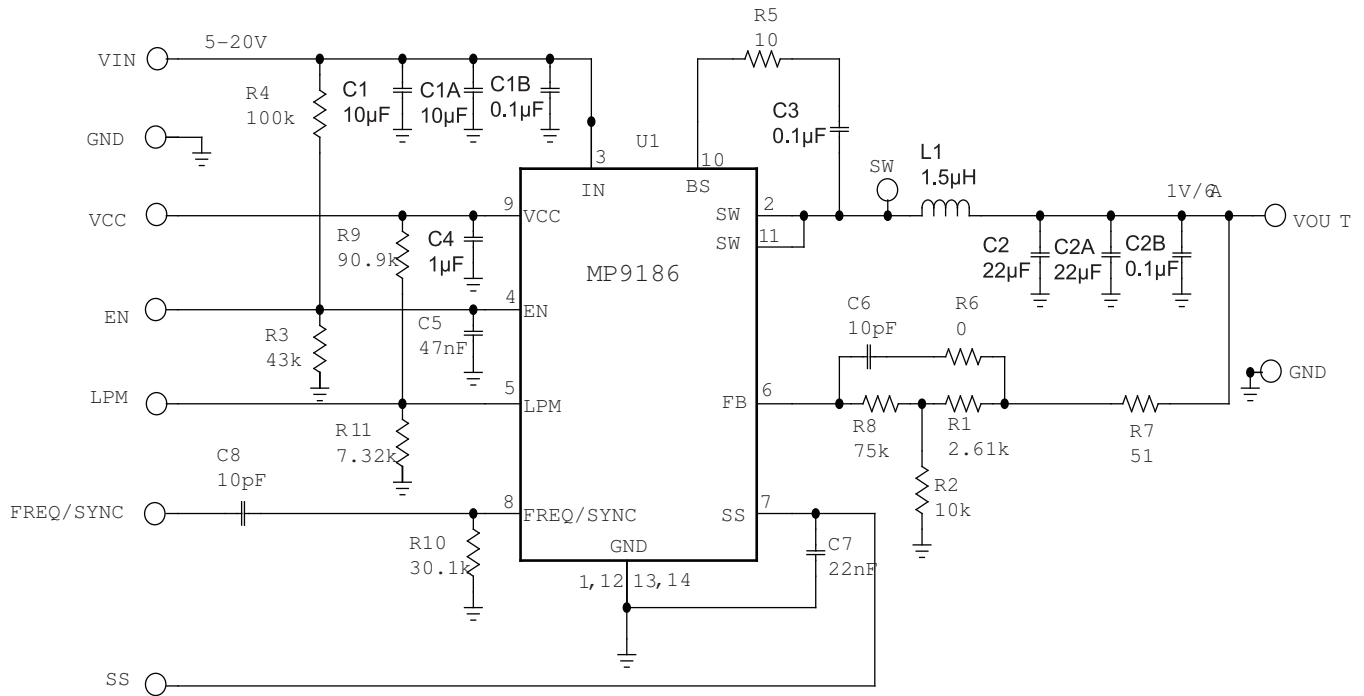 R5
10
VIN
5-20V
R4
100k
C1
10µF
C1A
10µF
C1B
0.1µF
C3
0.1µF
GND
U1
3
10
IN
BS
SW
L1
1.5µH
1V/6A
VOUT
VCC
9
VCC
SW
2
SW
11
R9
90.9k
C4
1µF
MP9186
C2
22µF
C2A
22µF
C2B
0.1µF
EN
4
EN
C5
47nF
R3
43k
C6
10pF
R6
0
GND
LPM
5
LPM
FB
6
R8
75k
R1
2.61k
R7
51
R11
7.32k
C8
10pF
R2
10k
FREQ/SYNC
8
FREQ/SYNC
SS
7
R10
30.1k
GND
C7
22nF
1,12
13,14
SS